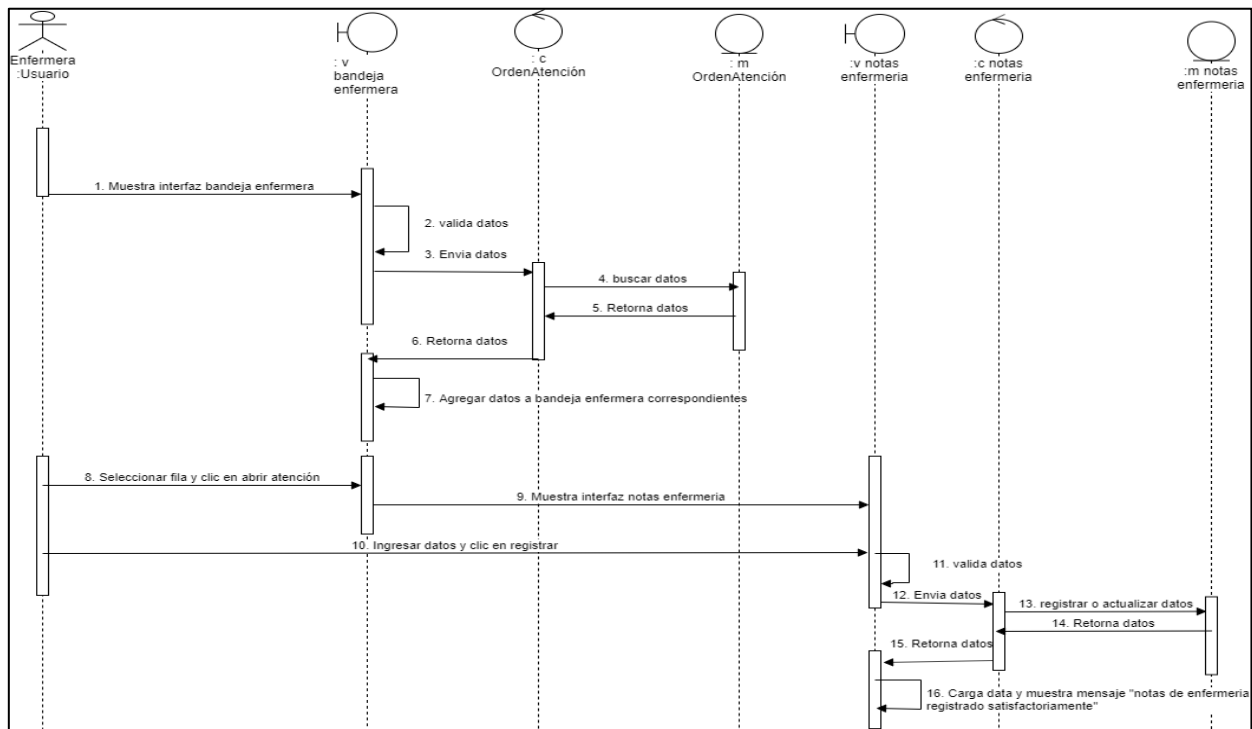 Enfermera
:Usuario
: v
bandeja
enfermera
: c
OrdenAtención
: m
OrdenAtención
:v notas
enfermeria
:c notas
enfermeria
:m notas
enfermeria
1. Muestra interfaz bandeja enfermera
2. valida datos
3. Envia datos
4. buscar datos
5. Retorna datos
6. Retorna datos
7. Agregar datos a bandeja enfermera correspondientes
8. Seleccionar fila y clic en abrir atención
9. Muestra interfaz notas enfermeria
10. Ingresar datos y clic en registrar
11. valida datos
12. Envia datos
13. registrar o actualizar datos
14. Retorna datos
15. Retorna datos
16. Carga data y muestra mensaje "notas de enfermeria
registrado satisfactoriamente"